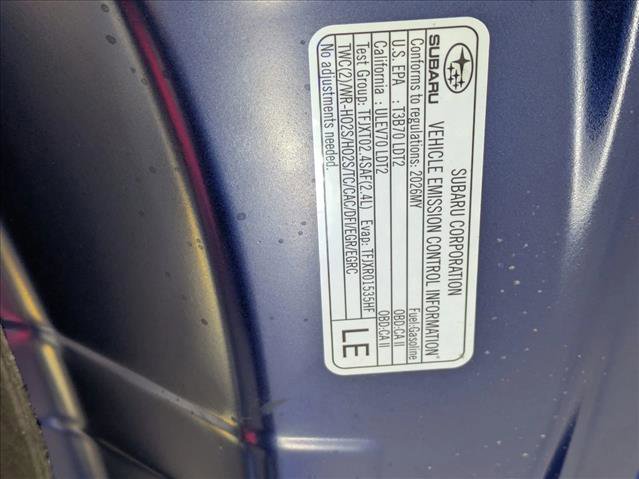 SUBARU CORPORATION
SUBARU VEHICLE EMISSION CONTROL INFORMATION
Conforms to regulations: 2026MY Fuel:Gasoline
U.S. EPA : T3B70 LDT2 OBD:CA II
California : ULEV70 LDT2 OBD:CA II
Test Group: TFJXT02.4SAF(2.4L) Evap: TFJXR01535HF
TWC(2)/WR-HO2S/HO2S/TC/CAC/DFI/EGR/EGRC
No adjustments needed.
LE